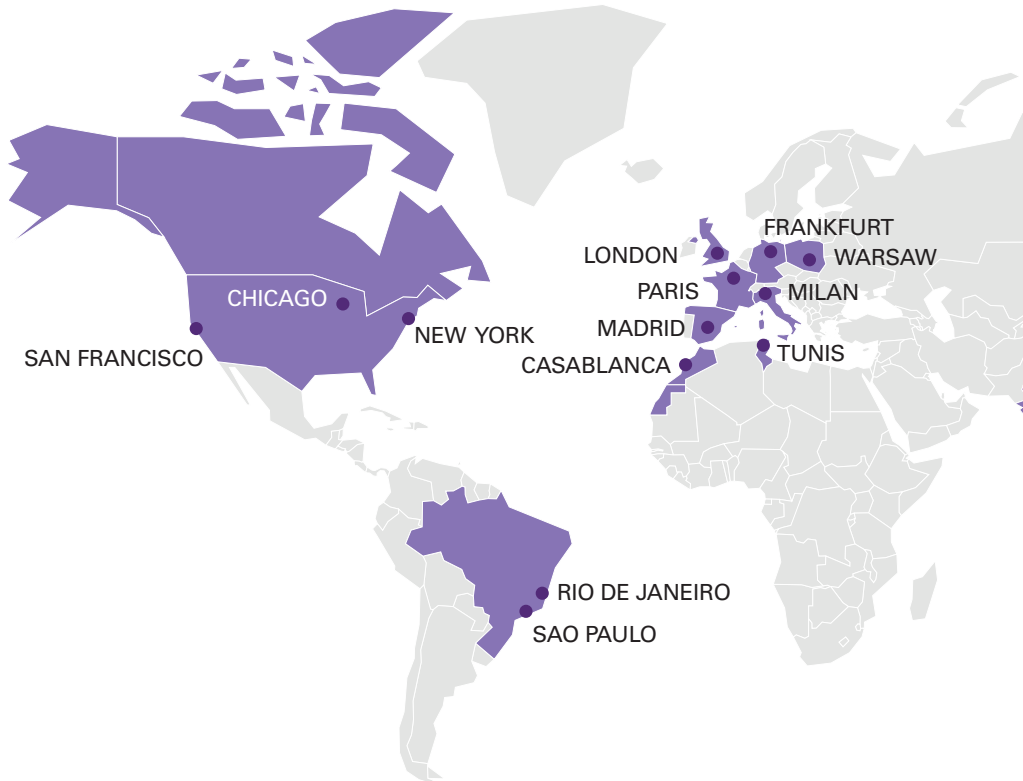 FRANKFURT
LONDON
WARSAW
PARIS
MILAN
CHICAGO
MADRID
NEW YORK
SAN FRANCISCO
CASABLANCA
TUNIS
RIO DE JANEIRO
SAO PAULO